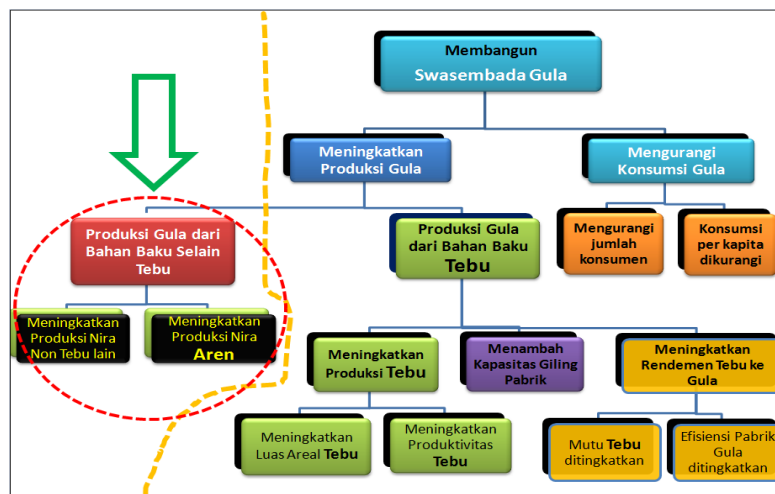 Membangun
Swasembada Gula
Meningkatkan
Produksi Gula
Mengurangi
Konsumsi Gula
Produksi Gula dari
Bahan Baku Selain
Tebu
Produksi Gula
dari Bahan Baku
Tebu
Mengurangi
jumlah
konsumen
Konsumsi
per kapita
dikurangi
Meningkatkan
Produksi Nira
Non Tebu lain
Meningkatkan
Produksi Nira
Aren
Meningkatkan
Produksi Tebu
Menambah
Kapasitas Giling
Pabrik
Meningkatkan
Rendemen Tebu ke
Gula
Meningkatkan
Luas Areal Tebu
Meningkatkan
Produktivitas
Tebu
Mutu Tebu
ditingkatkan
Efisiensi Pabrik
Gula
ditingkatkan